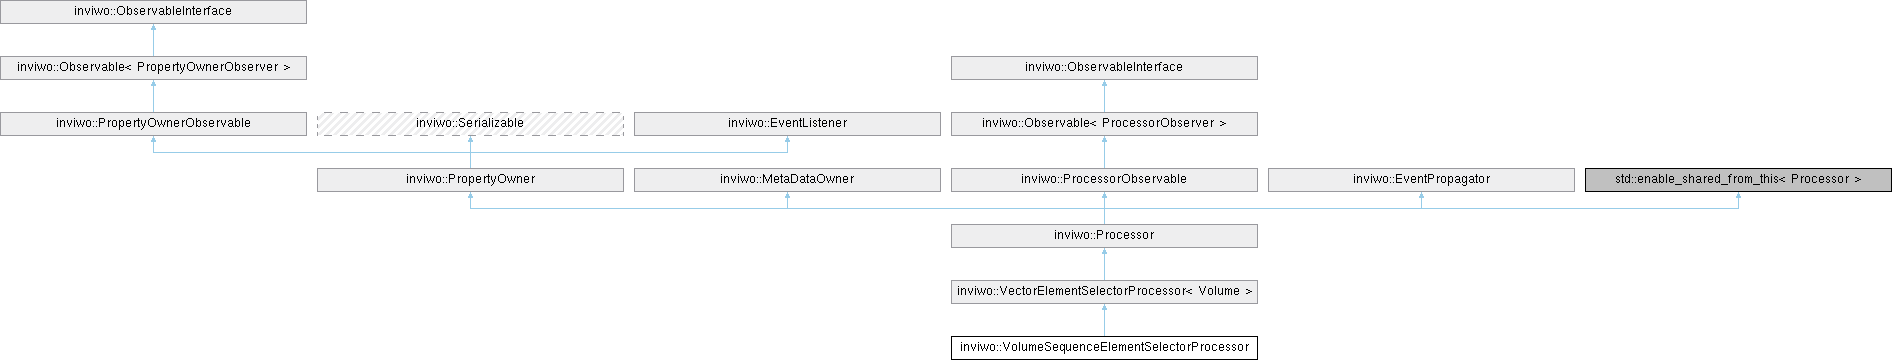 inviwo::ObservableInterface
inviwo::Observable< PropertyOwnerObserver >
inviwo::ObservableInterface
inviwo::PropertyOwnerObservable
inviwo::Serializable
inviwo::EventListener
inviwo::Observable< ProcessorObserver >
inviwo::PropertyOwner
inviwo::MetaDataOwner
inviwo::ProcessorObservable
inviwo::EventPropagator
std::enable_shared_from_this< Processor >
inviwo::Processor
inviwo::VectorElementSelectorProcessor< Volume >
inviwo::VolumeSequenceElementSelectorProcessor